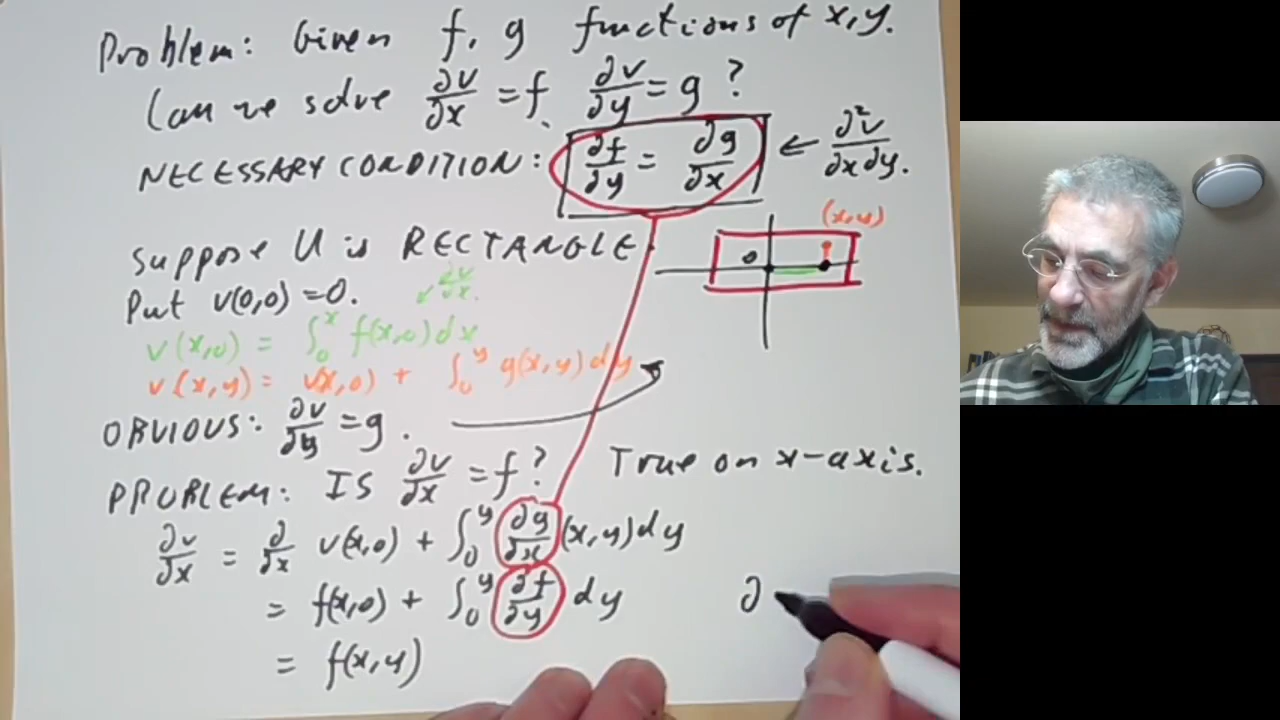 Problem: Given f, g functions of x,y.
Can we solve ∂v/∂x = f, ∂v/∂y = g ?
NECESSARY CONDITION: ∂f/∂y = ∂g/∂x ← ∂²v/∂x∂y.
Suppose U is RECTANGLE
(x,y)
0
Put v(0,0) = 0.
↙ ∂v/∂x.
v(x,0) = ∫₀ˣ f(x,0) dx
v(x,y) = v(x,0) + ∫₀ʸ g(x,y) dy
OBVIOUS: ∂v/∂y = g.
PROBLEM: IS ∂v/∂x = f? True on x-axis.
∂v/∂x = ∂/∂x v(x,0) + ∫₀ʸ ∂g/∂x (x,y) dy
= f(x,0) + ∫₀ʸ ∂f/∂y dy
∂
= f(x,y)